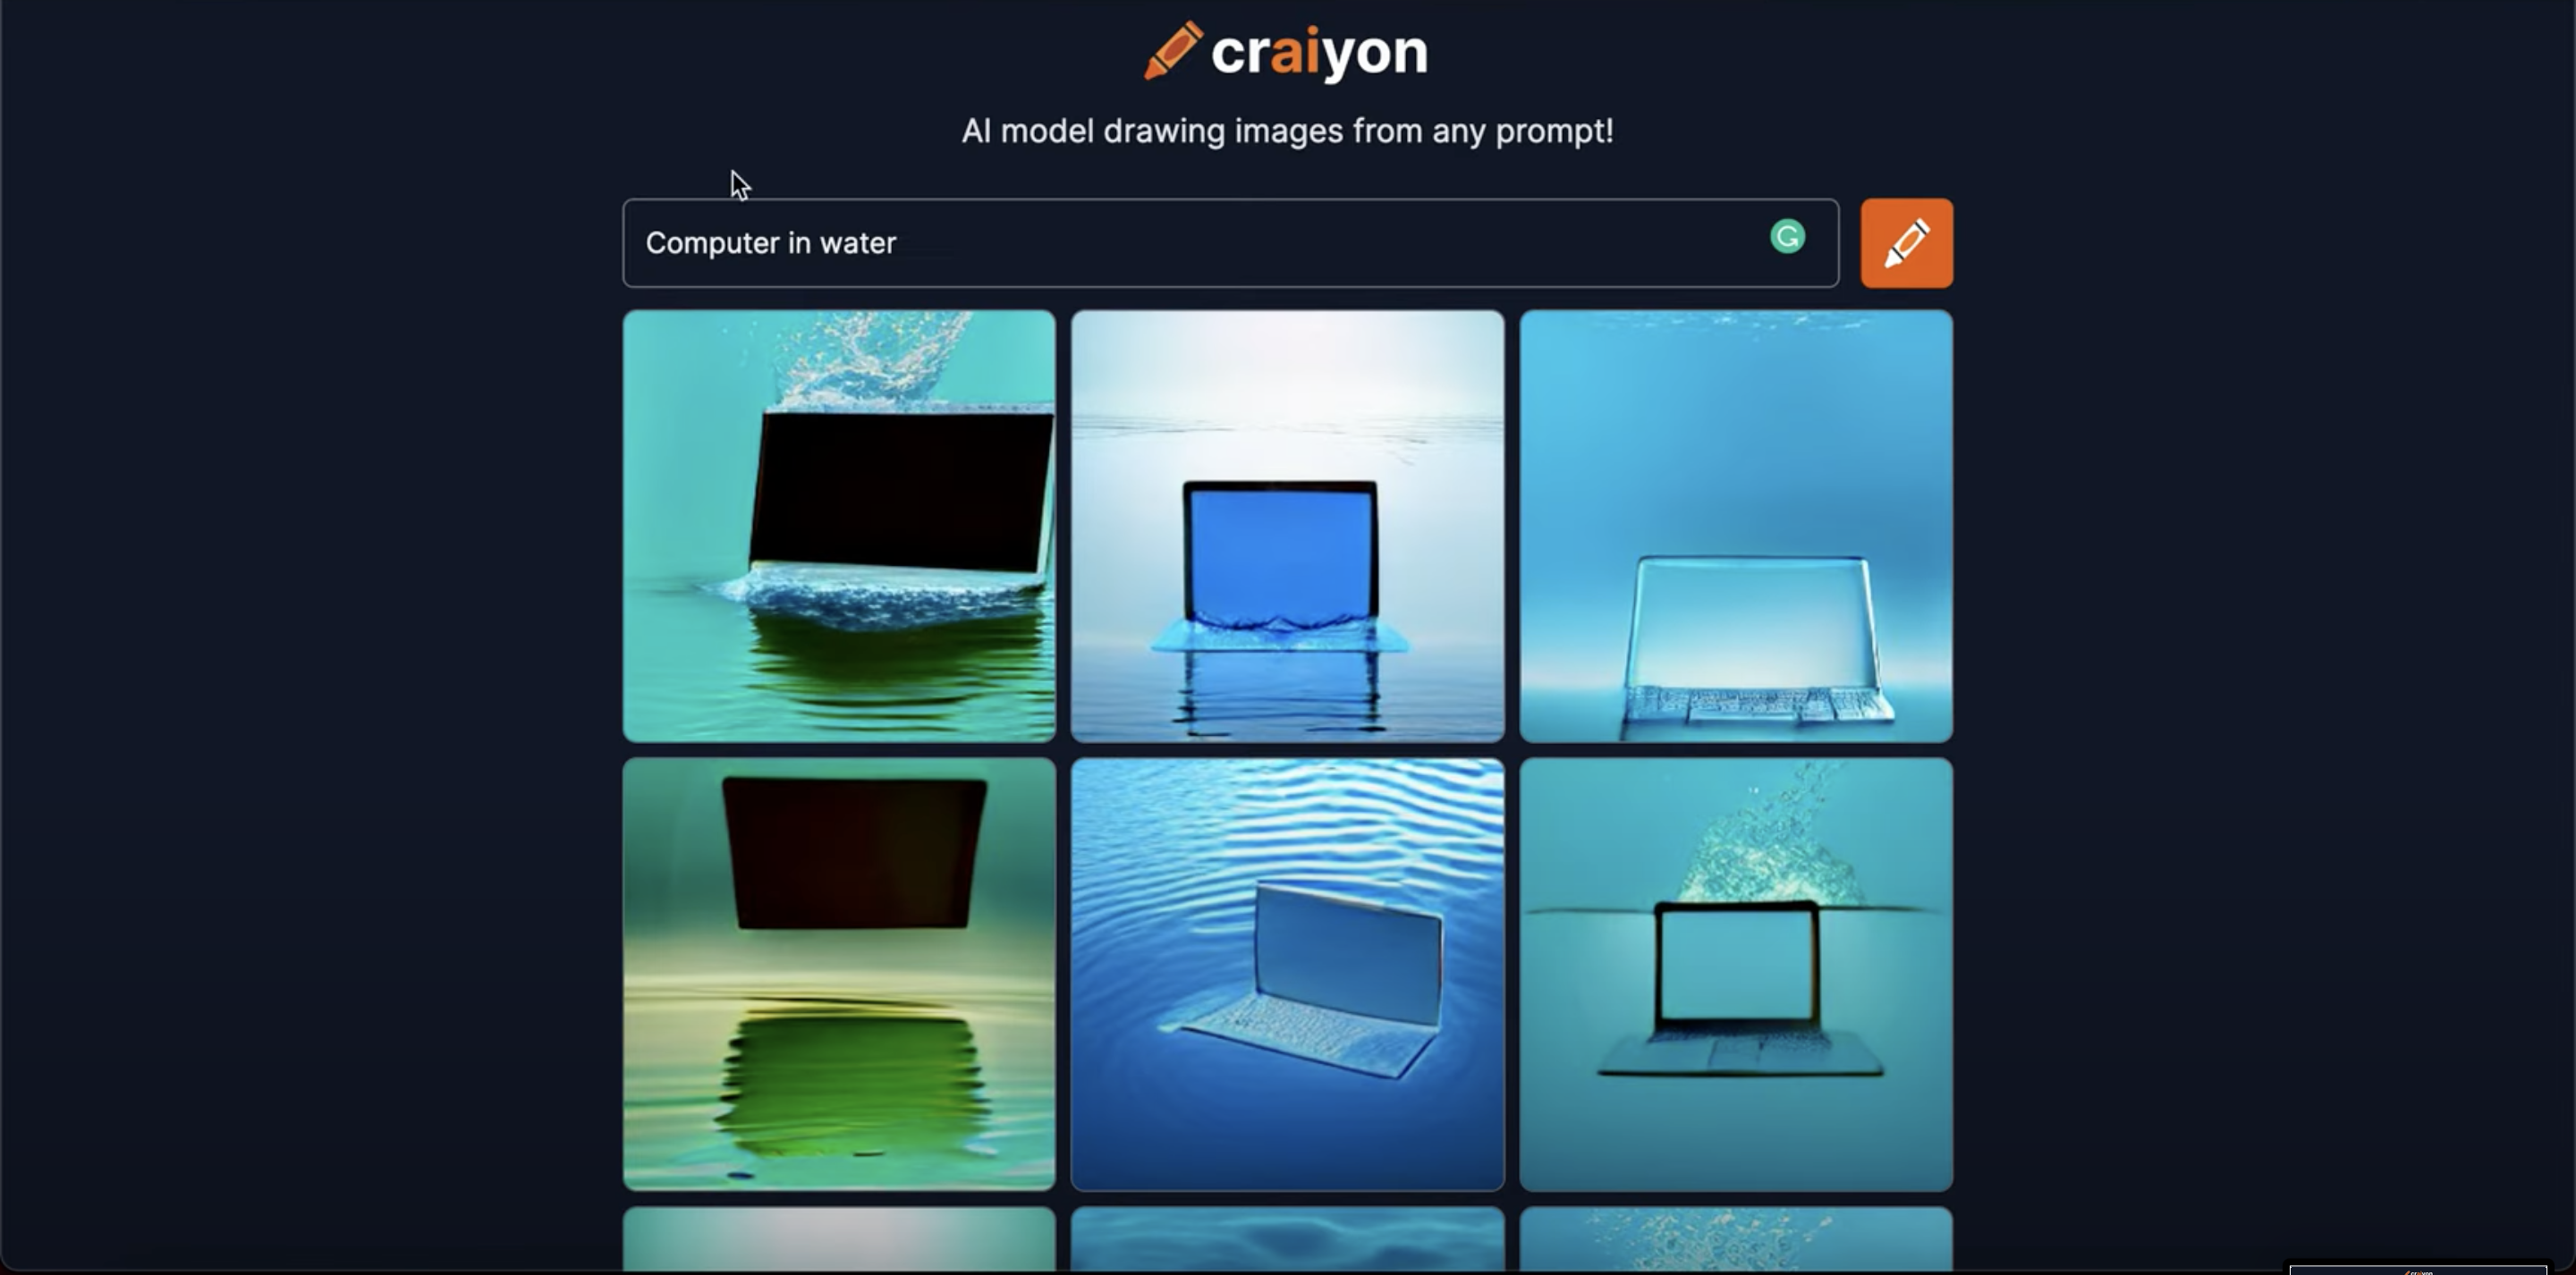 craiyon
AI model drawing images from any prompt!
Computer in water